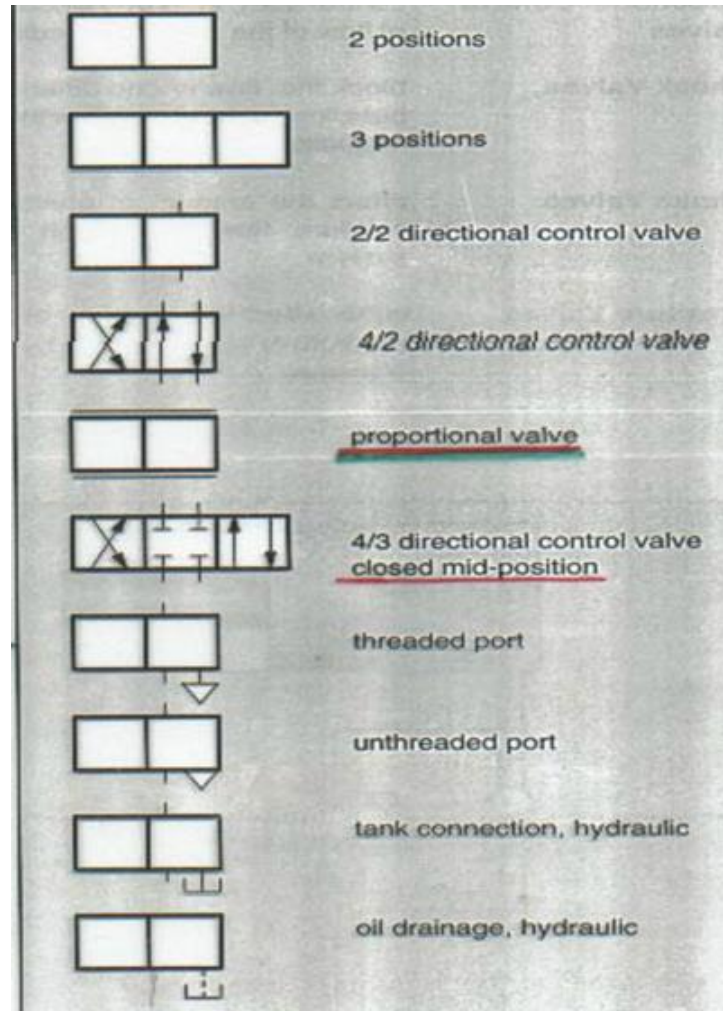 2 positions
3 positions
2/2 directional control valve
4/2 directional control valve
proportional valve
4/3 directional control valve
closed mid-position
threaded port
unthreaded port
tank connection, hydraulic
oil drainage, hydraulic